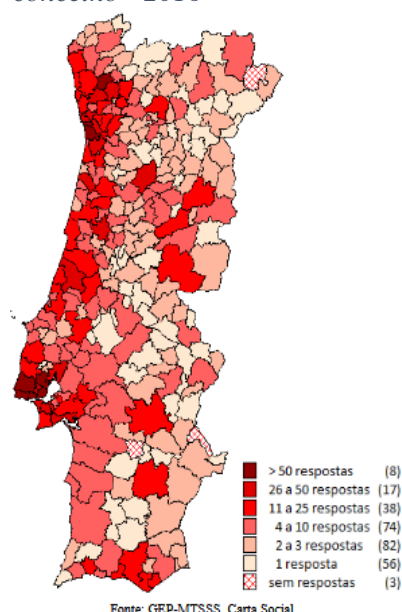 concelho - 2016
> 50 respostas (8)
26 a 50 respostas (17)
11 a 25 respostas (38)
4 a 10 respostas (74)
2 a 3 respostas (82)
1 resposta (56)
sem respostas (3)
Fonte: GEP-MTSSS, Carta Social